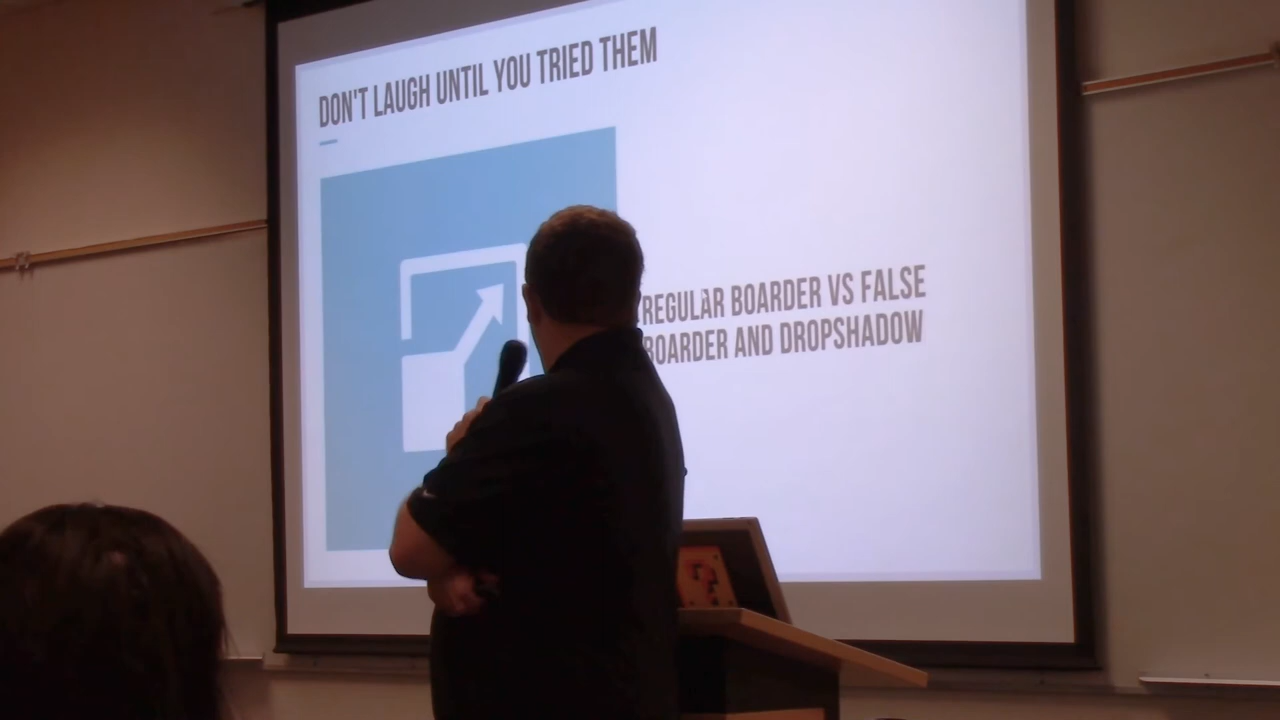 DON'T LAUGH UNTIL YOU TRIED THEM
REGULAR BOARDER VS FALSE
BOARDER AND DROPSHADOW